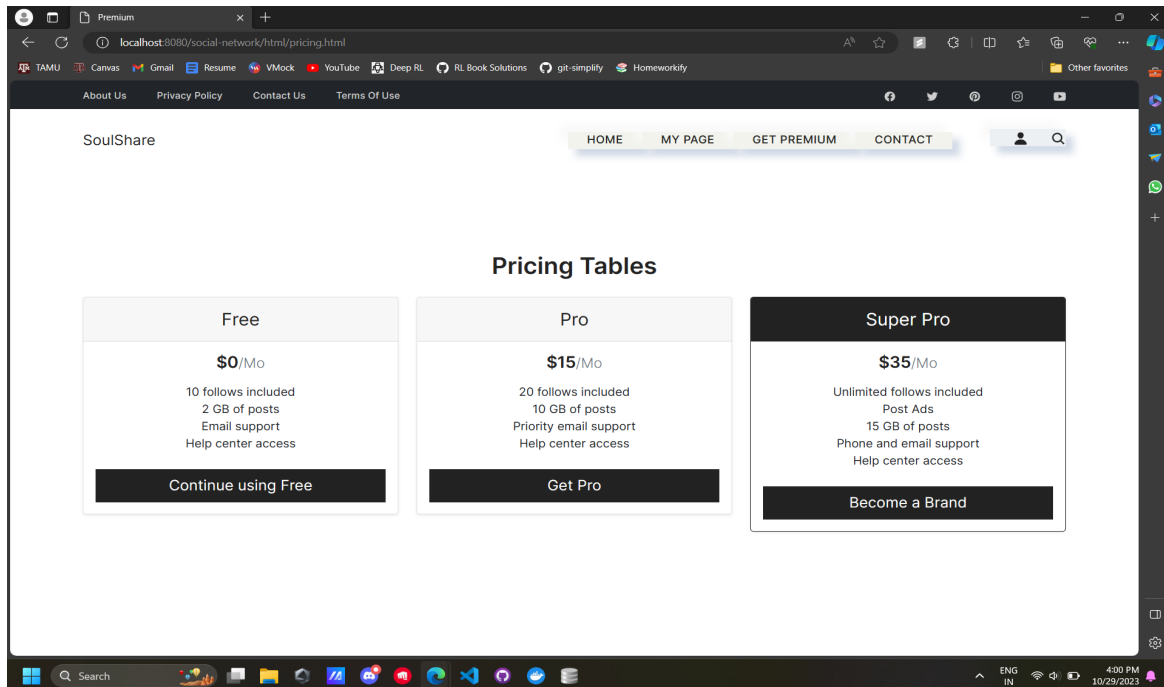 Premium
localhost:8080/social-network/html/pricing.html
TAMU Canvas Gmail Resume VMock YouTube Deep RL RL Book Solutions git-simplify Homeworkify Other favorites
About Us Privacy Policy Contact Us Terms Of Use
SoulShare HOME MY PAGE GET PREMIUM CONTACT
Pricing Tables
Free
$0/Mo
10 follows included
2 GB of posts
Email support
Help center access
Continue using Free
Pro
$15/Mo
20 follows included
10 GB of posts
Priority email support
Help center access
Get Pro
Super Pro
$35/Mo
Unlimited follows included
Post Ads
15 GB of posts
Phone and email support
Help center access
Become a Brand
Search
ENG
IN
4:00 PM
10/29/2023